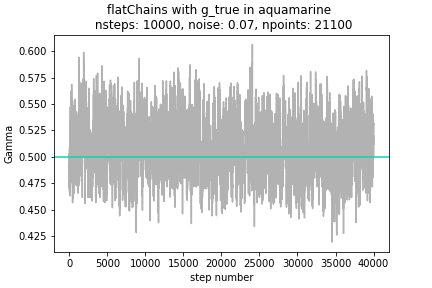 flatChains with g_true in aquamarine
nsteps: 10000, noise: 0.07, npoints: 21100
0.600
0.575
0.550
0.525
0.500
0.475
0.450
0.425
Gamma
0 5000 10000 15000 20000 25000 30000 35000 40000
step number